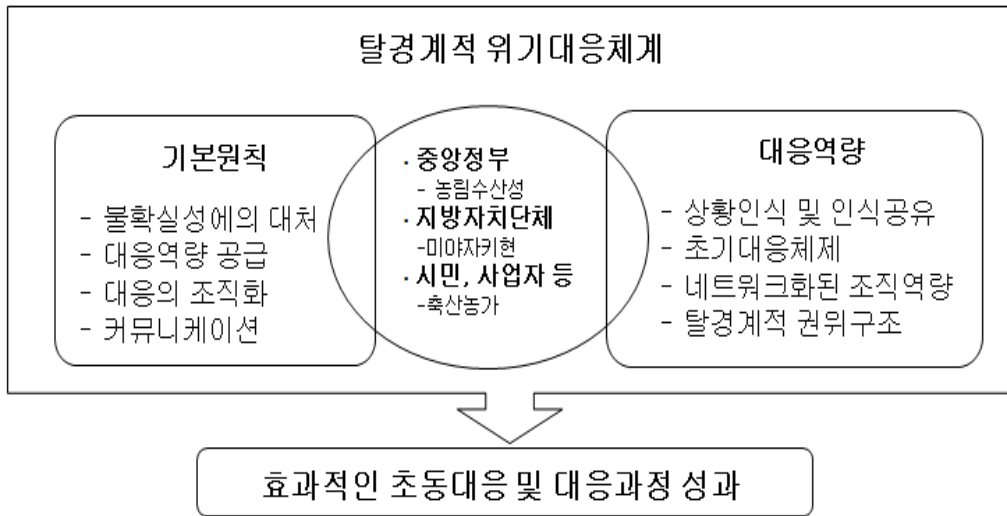 탈경계적 위기대응체계
기본원칙
- 불확실성에의 대처
- 대응역량 공급
- 대응의 조직화
- 커뮤니케이션
· 중앙정부
- 농림수산성
· 지방자치단체
-미야자키현
· 시민, 사업자 등
-축산농가
대응역량
- 상황인식 및 인식공유
- 초기대응체제
- 네트워크화된 조직역량
- 탈경계적 권위구조
효과적인 초동대응 및 대응과정 성과